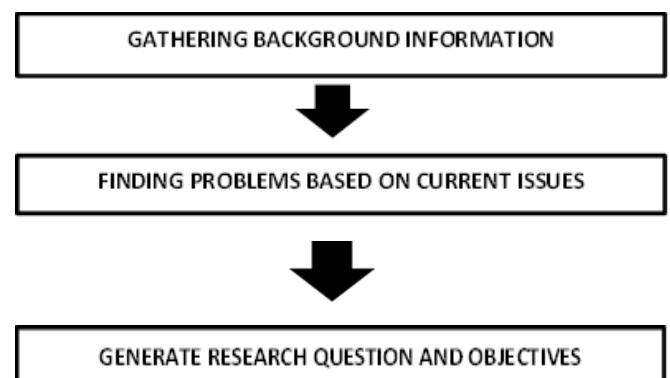 GATHERING BACKGROUND INFORMATION
FINDING PROBLEMS BASED ON CURRENT ISSUES
GENERATE RESEARCH QUESTION AND OBJECTIVES